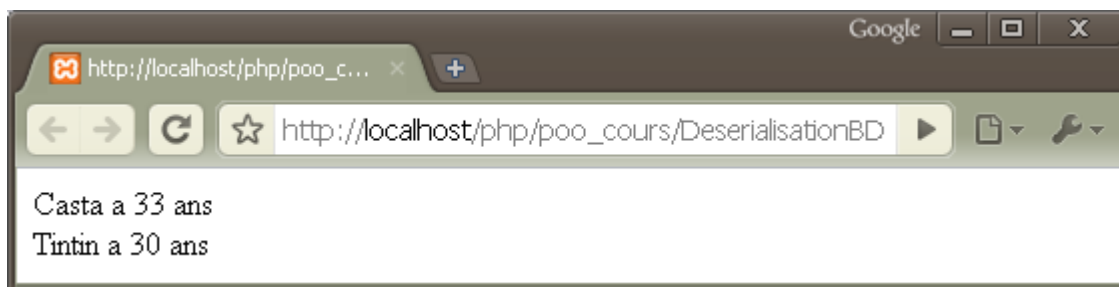 Google
http://localhost/php/poo_c...
http://localhost/php/poo_cours/DeserialisationBD
Casta a 33 ans
Tintin a 30 ans